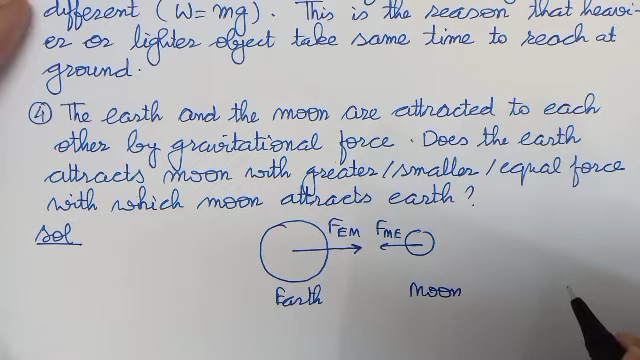 different (W = mg). This is the reason that heavi-
er or lighter object take same time to reach at
ground.
④ The earth and the moon are attracted to each
other by gravitational force. Does the earth
attracts moon with greater/smaller/equal force
with which moon attracts earth?
Sol
F_EM F_ME
Earth Moon